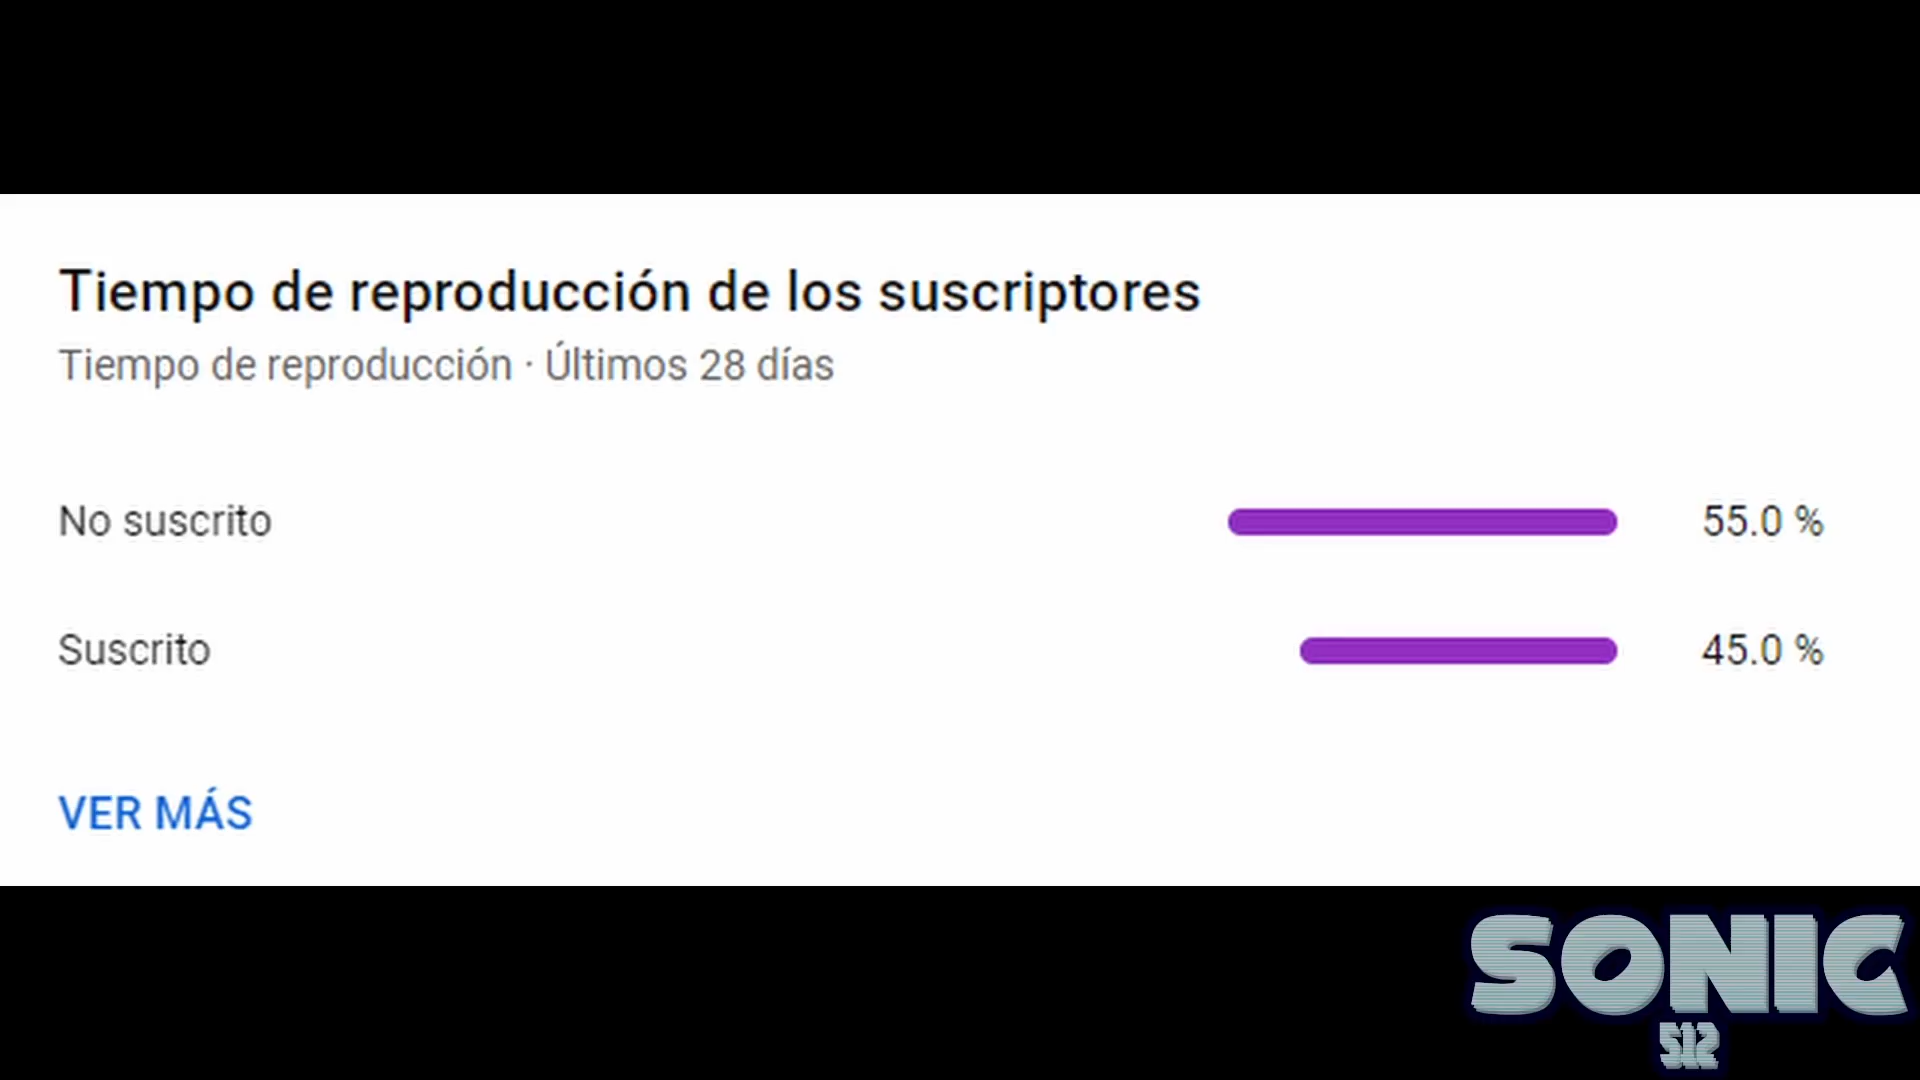 Tiempo de reproducción de los suscriptores
Tiempo de reproducción · Últimos 28 días
No suscrito 55.0 %
Suscrito 45.0 %
VER MÁS
SONIC
512